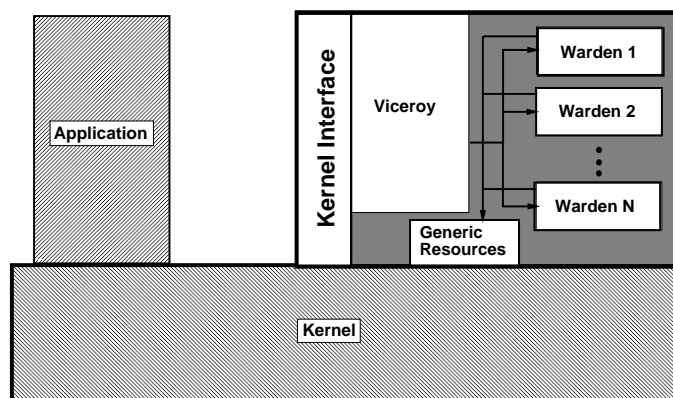 Application
Kernel Interface
Viceroy
Warden 1
Warden 2
Warden N
Generic
Resources
Kernel